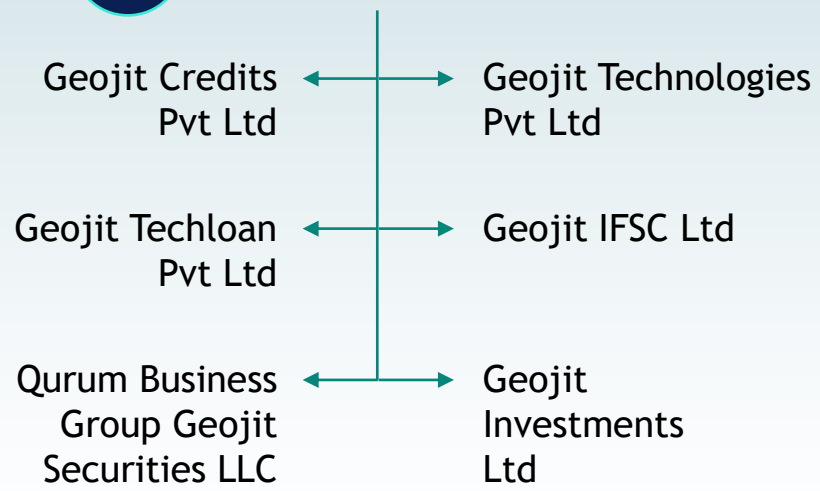 Geojit Credits
Pvt Ltd
Geojit Technologies
Pvt Ltd
Geojit Techloan
Pvt Ltd
Geojit IFSC Ltd
Qurum Business
Group Geojit
Securities LLC
Geojit
Investments
Ltd